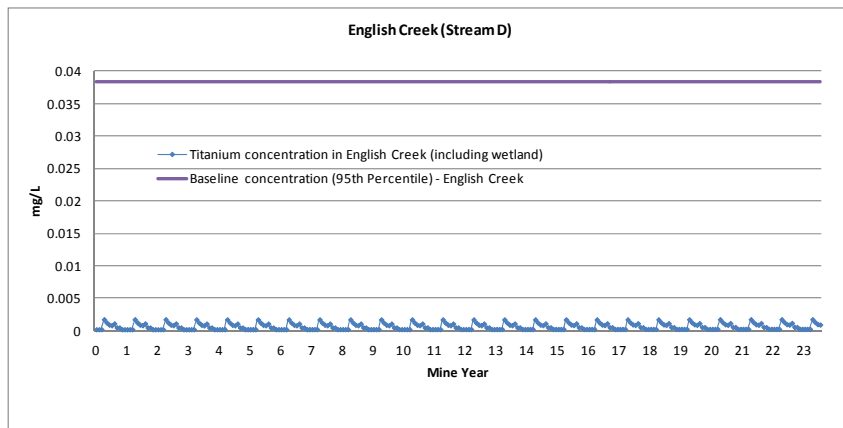 English Creek (Stream D)
0.04
0.035
0.03
0.025
0.02
0.015
0.01
0.005
0
mg/L
Titanium concentration in English Creek (including wetland)
Baseline concentration (95th Percentile) - English Creek
0 1 2 3 4 5 6 7 8 9 10 11 12 13 14 15 16 17 18 19 20 21 22 23
Mine Year